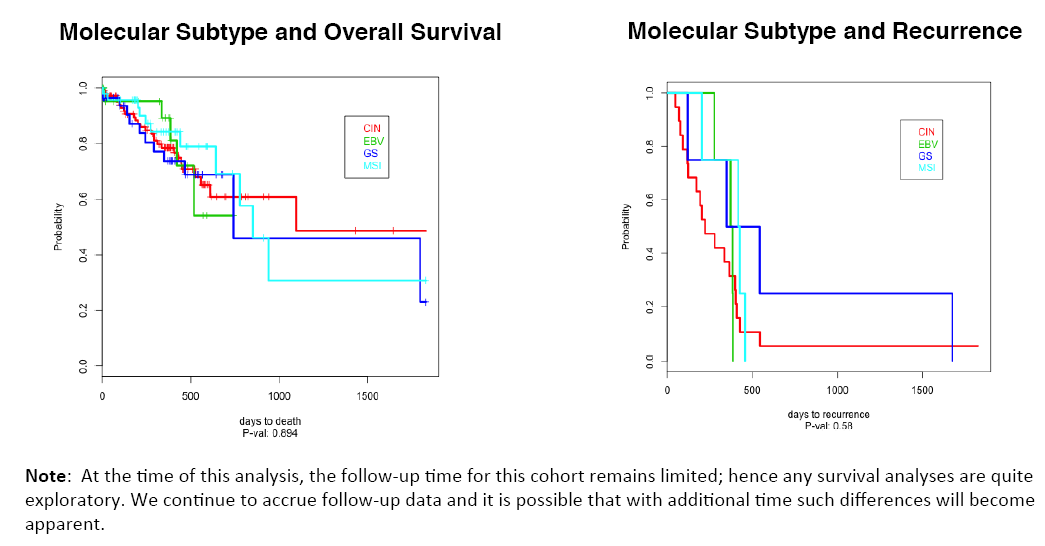 Molecular Subtype and Overall Survival
1.0
0.8
0.6
0.4
0.2
0.0
Probability
CIN
EBV
GS
MSI
0 500 1000 1500
days to death
P-val: 0.894
Molecular Subtype and Recurrence
1.0
0.8
0.6
0.4
0.2
0.0
Probability
CIN
EBV
GS
MSI
0 500 1000 1500
days to recurrence
P-val: 0.58
Note: At the time of this analysis, the follow-up time for this cohort remains limited; hence any survival analyses are quite
exploratory. We continue to accrue follow-up data and it is possible that with additional time such differences will become
apparent.